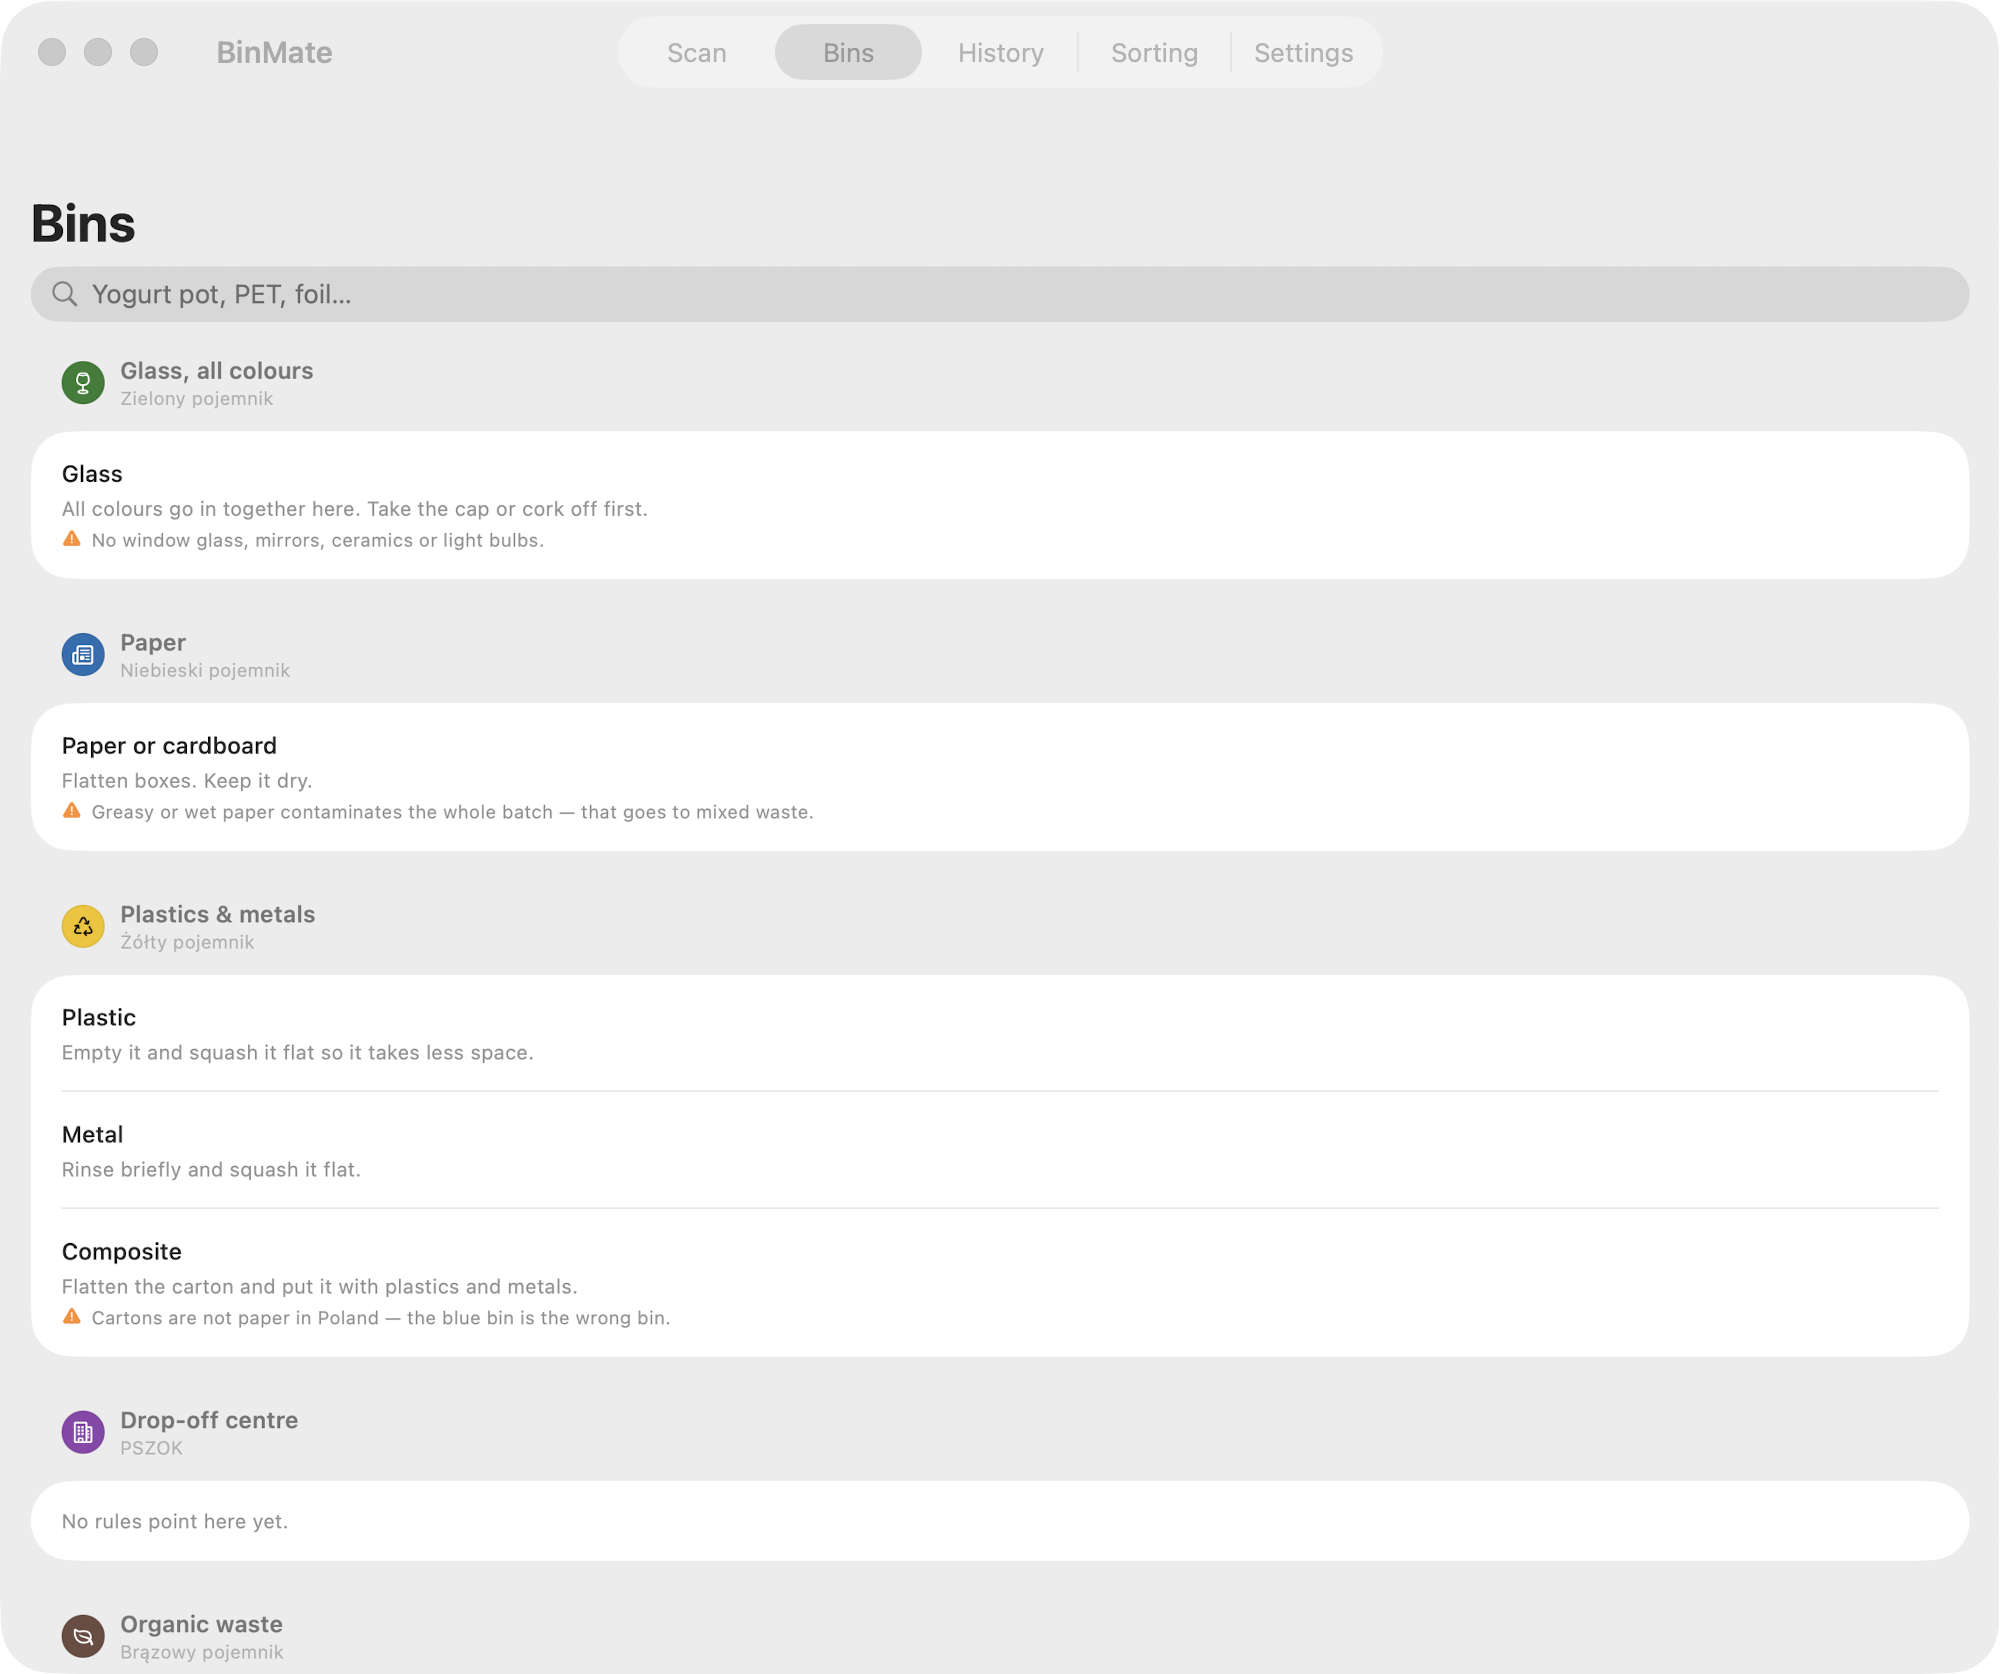 BinMate
Scan
Bins
History
Sorting
Settings
Bins
Yogurt pot, PET, foil...
Glass, all colours
Zielony pojemnik
Glass
All colours go in together here. Take the cap or cork off first.
No window glass, mirrors, ceramics or light bulbs.
Paper
Niebieski pojemnik
Paper or cardboard
Flatten boxes. Keep it dry.
Greasy or wet paper contaminates the whole batch — that goes to mixed waste.
Plastics & metals
Żółty pojemnik
Plastic
Empty it and squash it flat so it takes less space.
Metal
Rinse briefly and squash it flat.
Composite
Flatten the carton and put it with plastics and metals.
Cartons are not paper in Poland — the blue bin is the wrong bin.
Drop-off centre
PSZOK
No rules point here yet.
Organic waste
Brązowy pojemnik